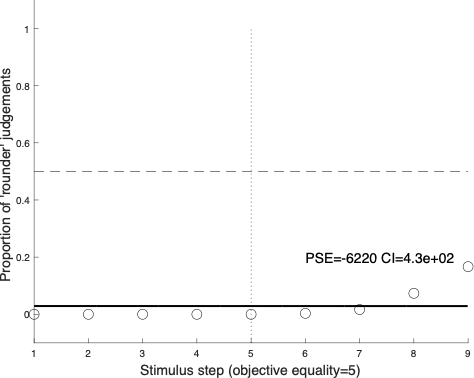 1
0.8
0.6
0.4
0.2
0
Proportion of 'rounder' judgements
PSE=-6220 CI=4.3e+02
1 2 3 4 5 6 7 8 9
Stimulus step (objective equality=5)